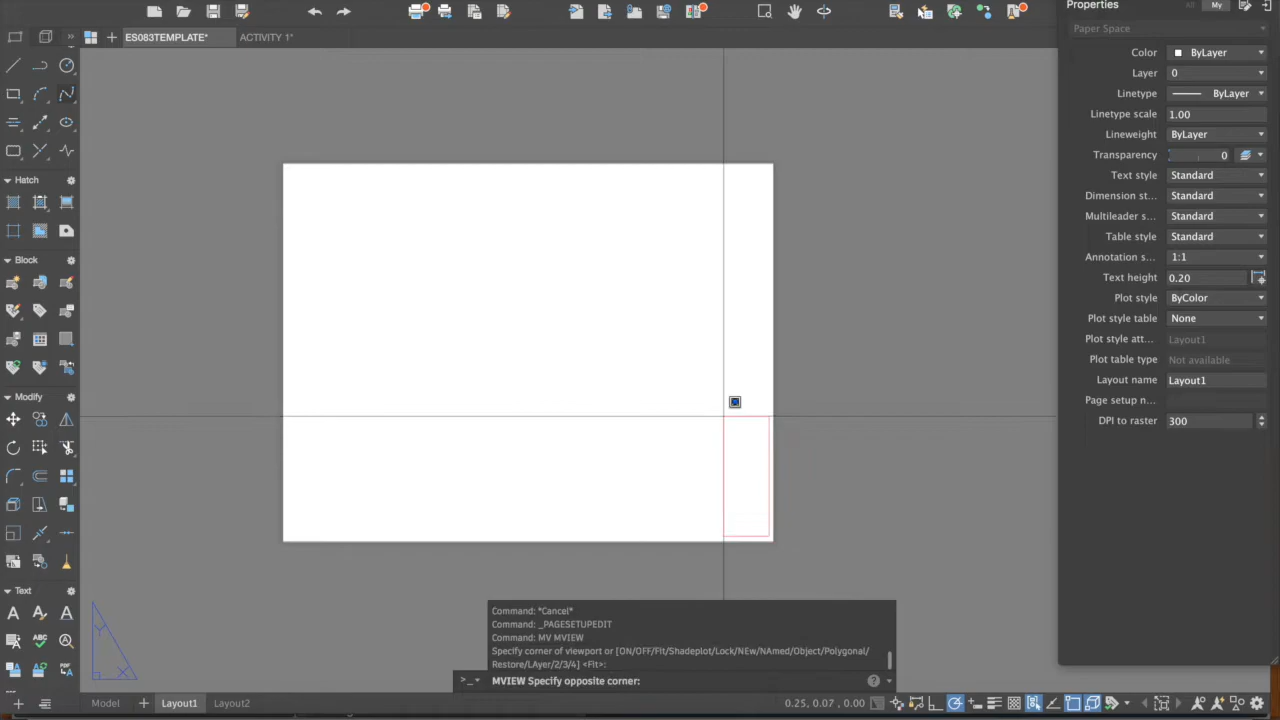 Properties
All
My
ES083TEMPLATE*
ACTIVITY 1*
Paper Space
Color
ByLayer
Layer
0
Linetype
ByLayer
Linetype scale
1.00
Lineweight
ByLayer
Transparency
0
Text style
Standard
Dimension st...
Standard
Multileader s...
Standard
Table style
Standard
Annotation s...
1:1
Text height
0.20
Plot style
ByColor
Plot style table
None
Plot style att...
Layout1
Plot table type
Not available
Layout name
Layout1
Page setup n...
DPI to raster
300
Hatch
Block
Modify
Text
A
A
A
ABC
PDF
Y
X
Command: *Cancel*
Command: _PAGESETUPEDIT
Command: MV MVIEW
Specify corner of viewport or [ON/OFF/Fit/Shadeplot/Lock/NEw/NAmed/Object/Polygonal/
Restore/LAyer/2/3/4] <Fit>:
>_
MVIEW Specify opposite corner:
?
Model
Layout1
Layout2
0.25, 0.07 , 0.00